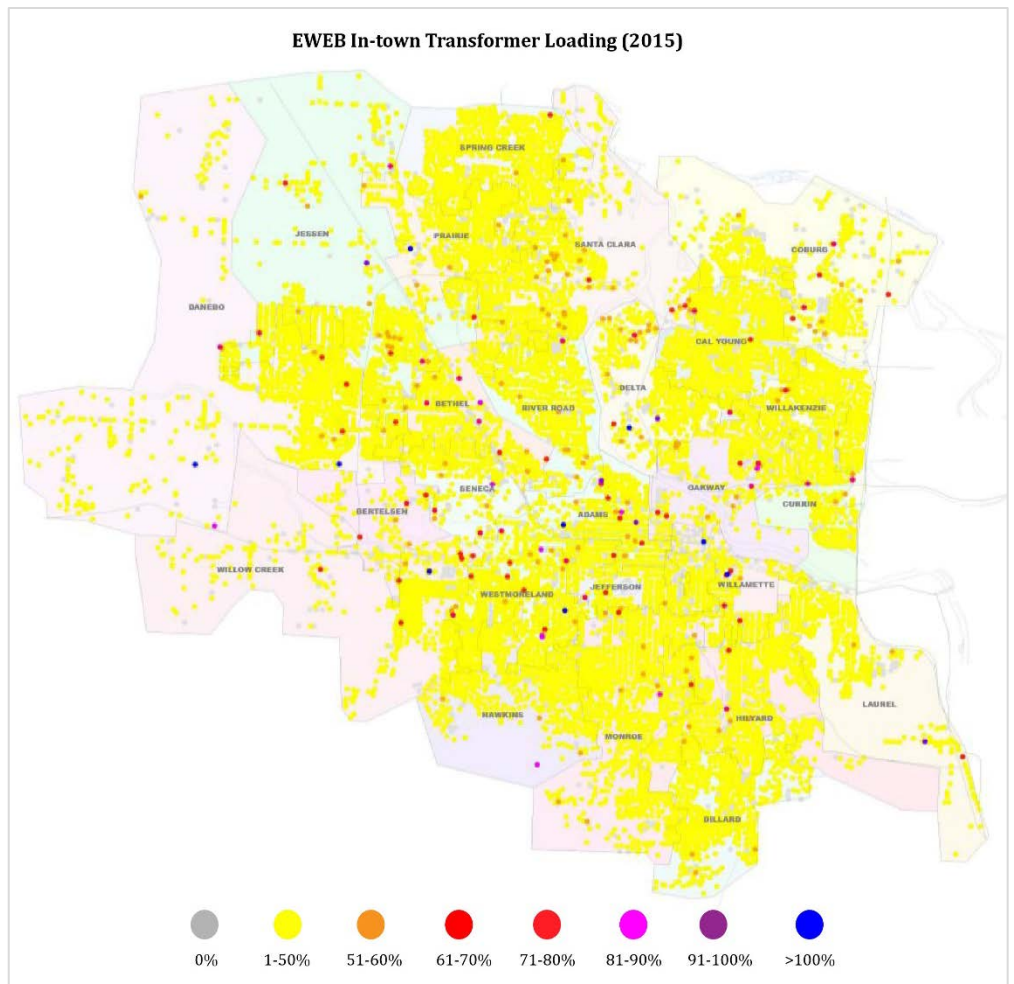 EWEB In-town Transformer Loading (2015)
SPRING CREEK
JESSEN
PRAIRIE
SANTA CLARA
COBURG
DANEBO
CAL YOUNG
DELTA
BETHEL
RIVER ROAD
WILLAKENZIE
SENECA
OAKWAY
BERTELSEN
ADAMS
CURRIN
WILLOW CREEK
WESTMORELAND
JEFFERSON
WILLAMETTE
LAUREL
HAWKINS
HILYARD
MONROE
DILLARD
0% 1-50% 51-60% 61-70% 71-80% 81-90% 91-100% >100%